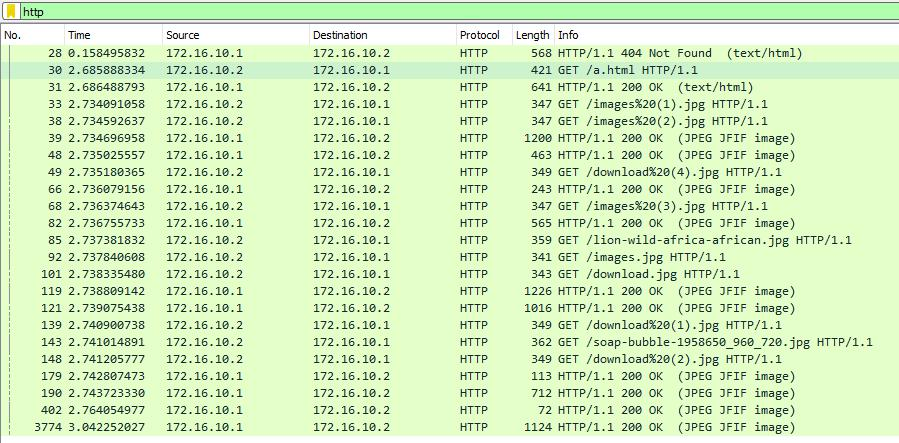 http
No. Time Source Destination Protocol Length Info
28 0.158495832 172.16.10.1 172.16.10.2 HTTP 568 HTTP/1.1 404 Not Found (text/html)
30 2.685888334 172.16.10.2 172.16.10.1 HTTP 421 GET /a.html HTTP/1.1
31 2.686488793 172.16.10.1 172.16.10.2 HTTP 641 HTTP/1.1 200 OK (text/html)
33 2.734091058 172.16.10.2 172.16.10.1 HTTP 347 GET /images%20(1).jpg HTTP/1.1
38 2.734592637 172.16.10.2 172.16.10.1 HTTP 347 GET /images%20(2).jpg HTTP/1.1
39 2.734696958 172.16.10.1 172.16.10.2 HTTP 1200 HTTP/1.1 200 OK (JPEG JFIF image)
48 2.735025557 172.16.10.1 172.16.10.2 HTTP 463 HTTP/1.1 200 OK (JPEG JFIF image)
49 2.735180365 172.16.10.2 172.16.10.1 HTTP 349 GET /download%20(4).jpg HTTP/1.1
66 2.736079156 172.16.10.1 172.16.10.2 HTTP 243 HTTP/1.1 200 OK (JPEG JFIF image)
68 2.736374643 172.16.10.2 172.16.10.1 HTTP 347 GET /images%20(3).jpg HTTP/1.1
82 2.736755733 172.16.10.1 172.16.10.2 HTTP 565 HTTP/1.1 200 OK (JPEG JFIF image)
85 2.737381832 172.16.10.2 172.16.10.1 HTTP 359 GET /lion-wild-africa-african.jpg HTTP/1.1
92 2.737840608 172.16.10.2 172.16.10.1 HTTP 341 GET /images.jpg HTTP/1.1
101 2.738335480 172.16.10.2 172.16.10.1 HTTP 343 GET /download.jpg HTTP/1.1
119 2.738809142 172.16.10.1 172.16.10.2 HTTP 1226 HTTP/1.1 200 OK (JPEG JFIF image)
121 2.739075438 172.16.10.1 172.16.10.2 HTTP 1016 HTTP/1.1 200 OK (JPEG JFIF image)
139 2.740900738 172.16.10.2 172.16.10.1 HTTP 349 GET /download%20(1).jpg HTTP/1.1
143 2.741014891 172.16.10.2 172.16.10.1 HTTP 362 GET /soap-bubble-1958650_960_720.jpg HTTP/1.1
148 2.741205777 172.16.10.2 172.16.10.1 HTTP 349 GET /download%20(2).jpg HTTP/1.1
179 2.742807473 172.16.10.1 172.16.10.2 HTTP 113 HTTP/1.1 200 OK (JPEG JFIF image)
190 2.743723330 172.16.10.1 172.16.10.2 HTTP 712 HTTP/1.1 200 OK (JPEG JFIF image)
402 2.764054977 172.16.10.1 172.16.10.2 HTTP 72 HTTP/1.1 200 OK (JPEG JFIF image)
3774 3.042252027 172.16.10.1 172.16.10.2 HTTP 1124 HTTP/1.1 200 OK (JPEG JFIF image)